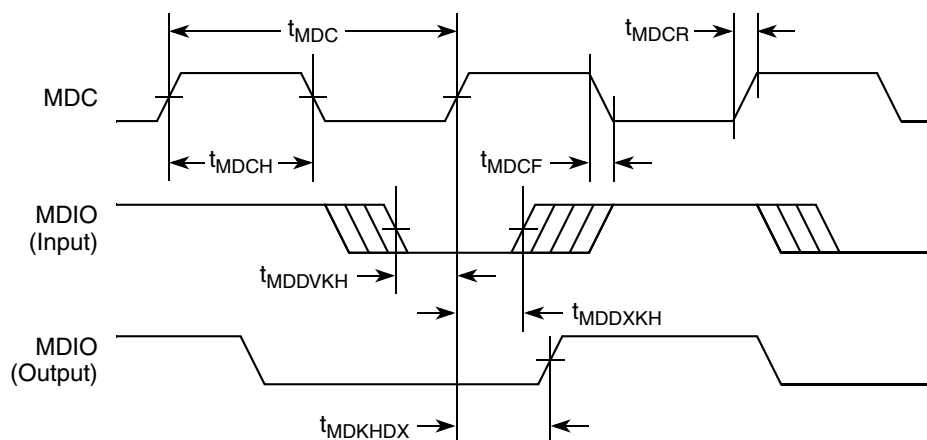 tMDC
tMDCR
MDC
tMDCH
tMDCF
MDIO
(Input)
tMDDVKH
tMDDXKH
MDIO
(Output)
tMDKHDX